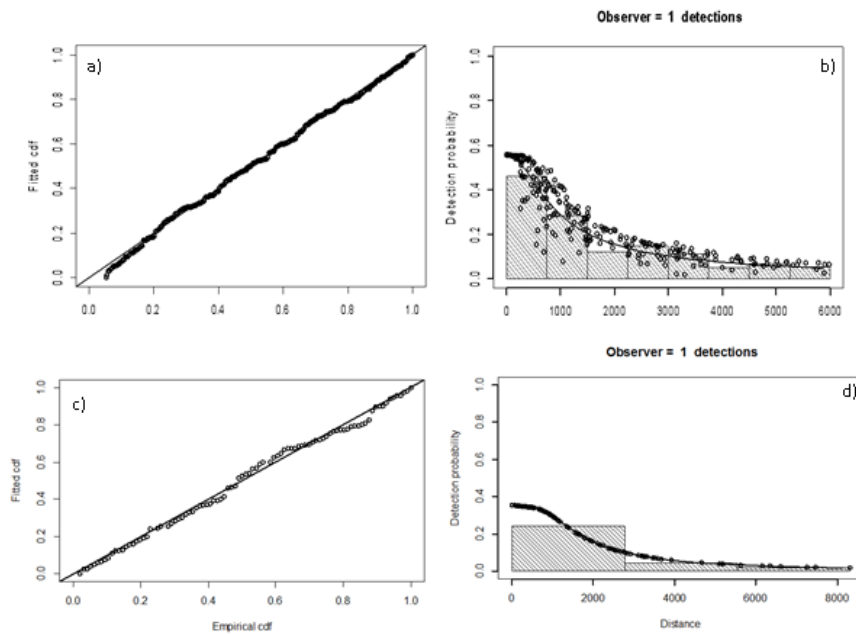 Observer = 1 detections
a)
b)
Fitted cdf
0.0 0.2 0.4 0.6 0.8 1.0
0.0 0.2 0.4 0.6 0.8 1.0
Detection probability
0.0 0.2 0.4 0.6 0.8 1.0
0 1000 2000 3000 4000 5000 6000
Observer = 1 detections
c)
d)
Fitted cdf
0.0 0.2 0.4 0.6 0.8 1.0
0.0 0.2 0.4 0.6 0.8 1.0
Empirical cdf
Detection probability
0.0 0.2 0.4 0.6 0.8 1.0
0 2000 4000 6000 8000
Distance